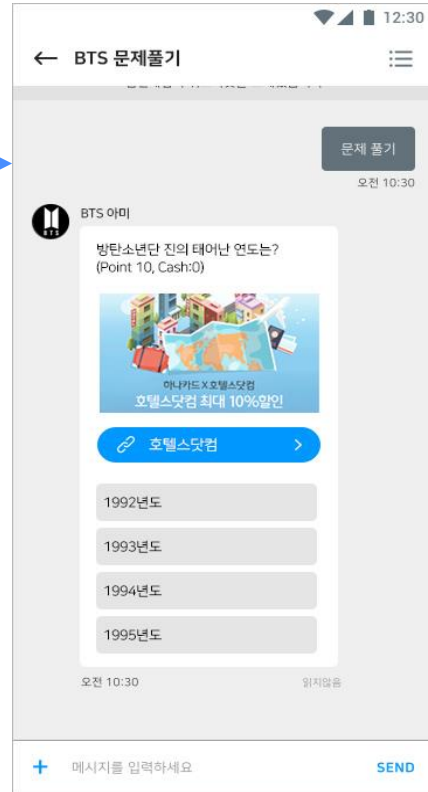 12:30
BTS 문제풀기
문제 풀기
오전 10:30
BTS
BTS 아미
방탄소년단 진의 태어난 연도는?
(Point 10, Cash:0)
하나카드 X 호텔스닷컴
호텔스닷컴 최대 10%할인
호텔스닷컴
1992년도
1993년도
1994년도
1995년도
오전 10:30
읽지않음
메시지를 입력하세요
SEND